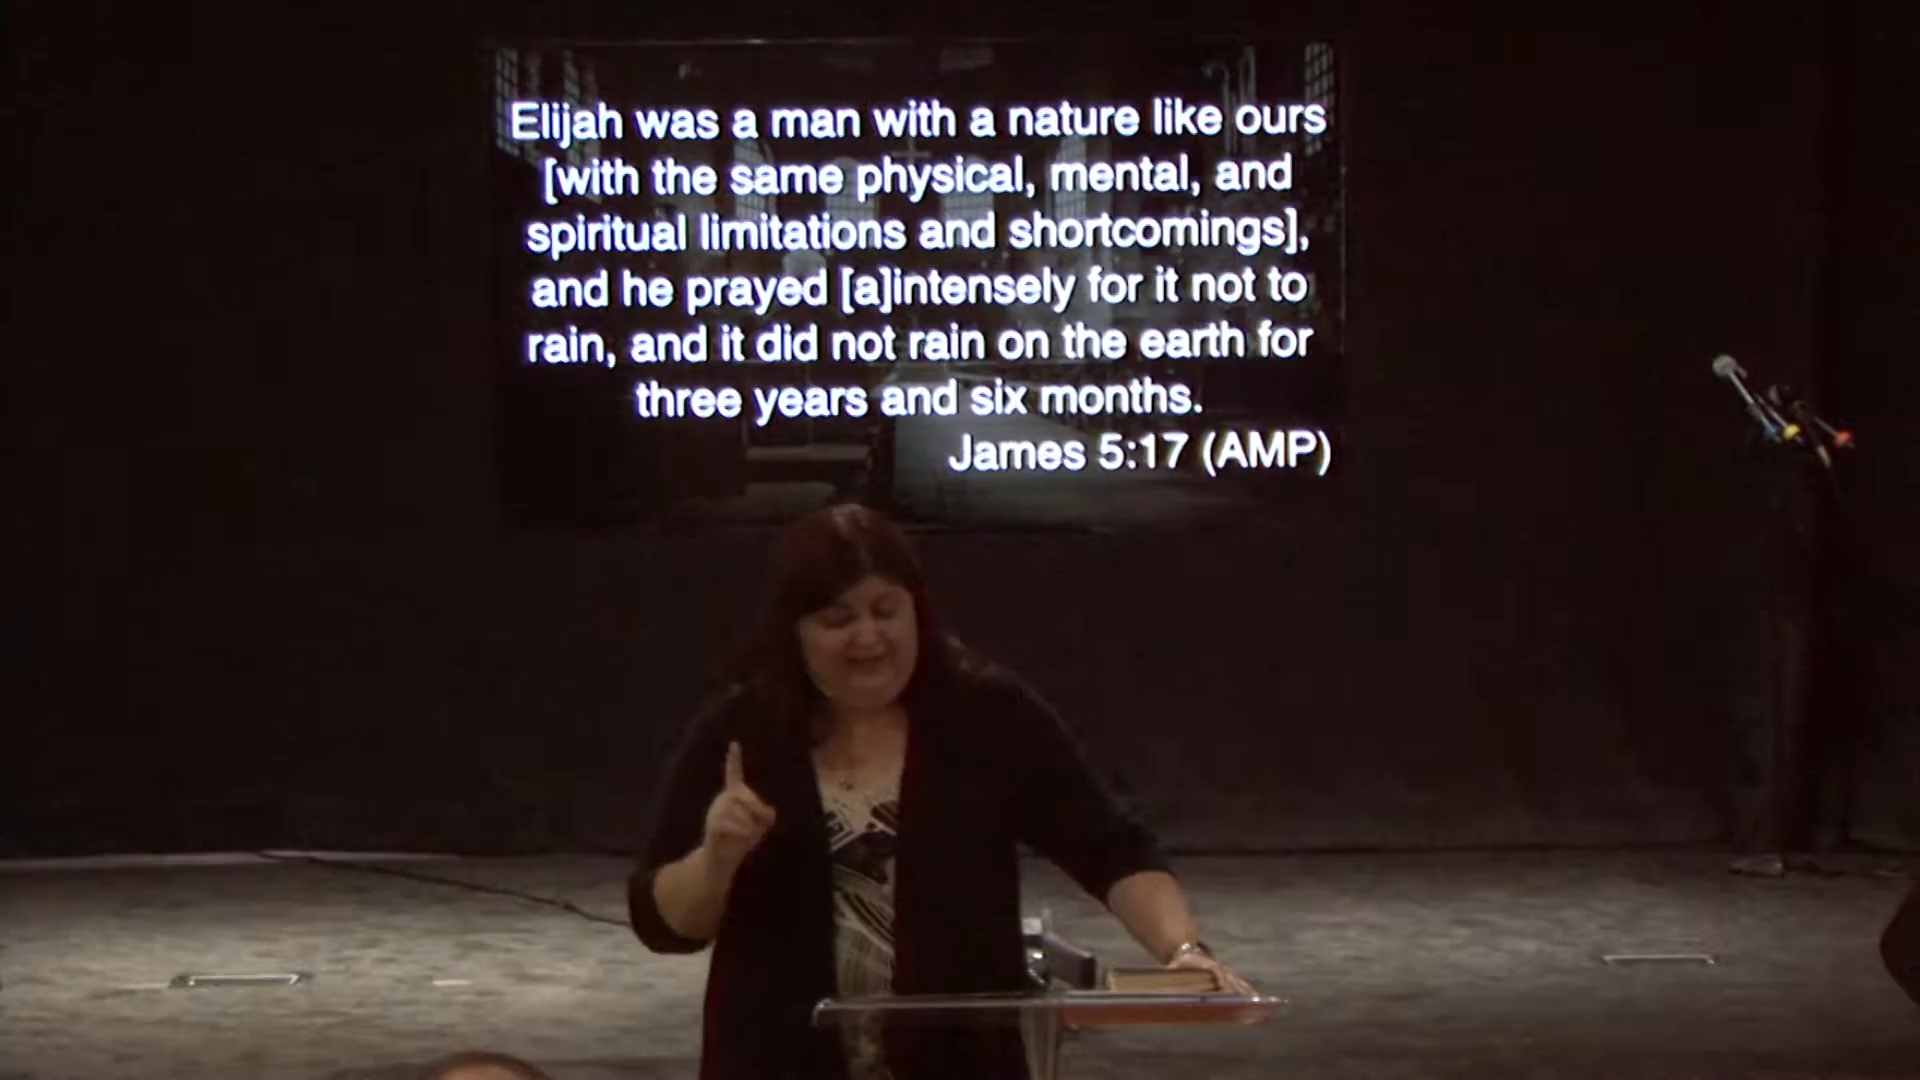 Elijah was a man with a nature like ours
[with the same physical, mental, and
spiritual limitations and shortcomings],
and he prayed [a]intensely for it not to
rain, and it did not rain on the earth for
three years and six months.
James 5:17 (AMP)